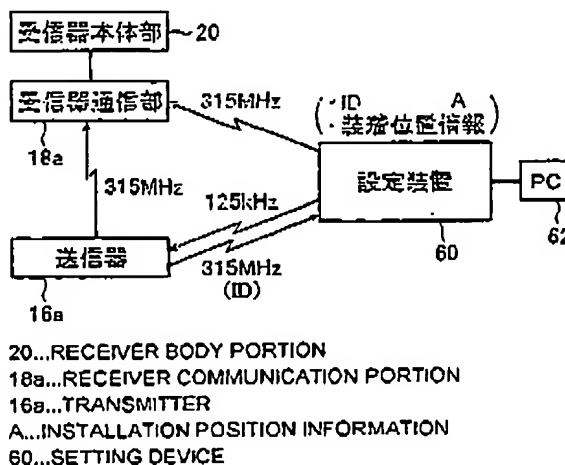 受信器本体部
20
受信器通信部
18a
315MHz
・ID A
・装着位置情報
設定装置
PC
60
62
315MHz
125kHz
送信器
315MHz
(ID)
16a
20...RECEIVER BODY PORTION
18a...RECEIVER COMMUNICATION PORTION
16a...TRANSMITTER
A...INSTALLATION POSITION INFORMATION
60...SETTING DEVICE